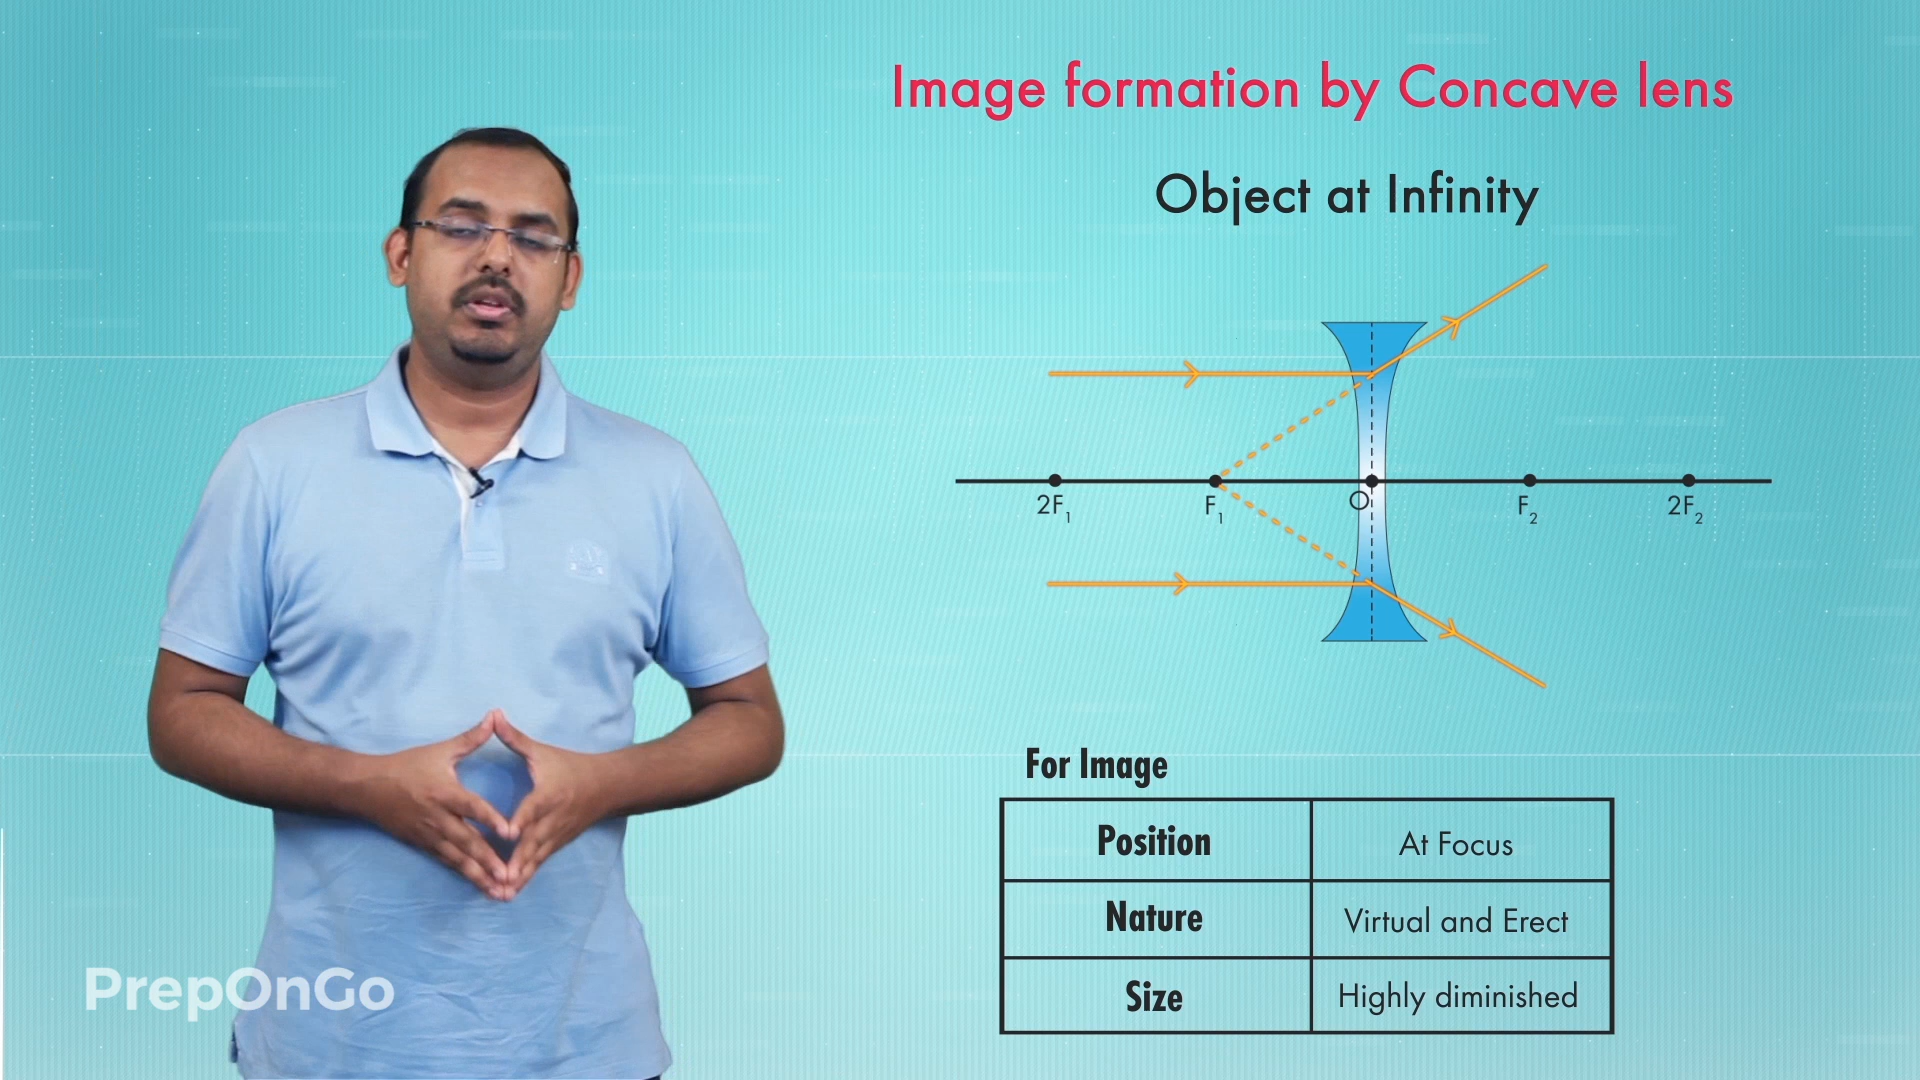 Image formation by Concave lens
Object at Infinity
2F₁ F₁ O F₂ 2F₂
For Image
Position At Focus
Nature Virtual and Erect
Size Highly diminished
PrepOnGo